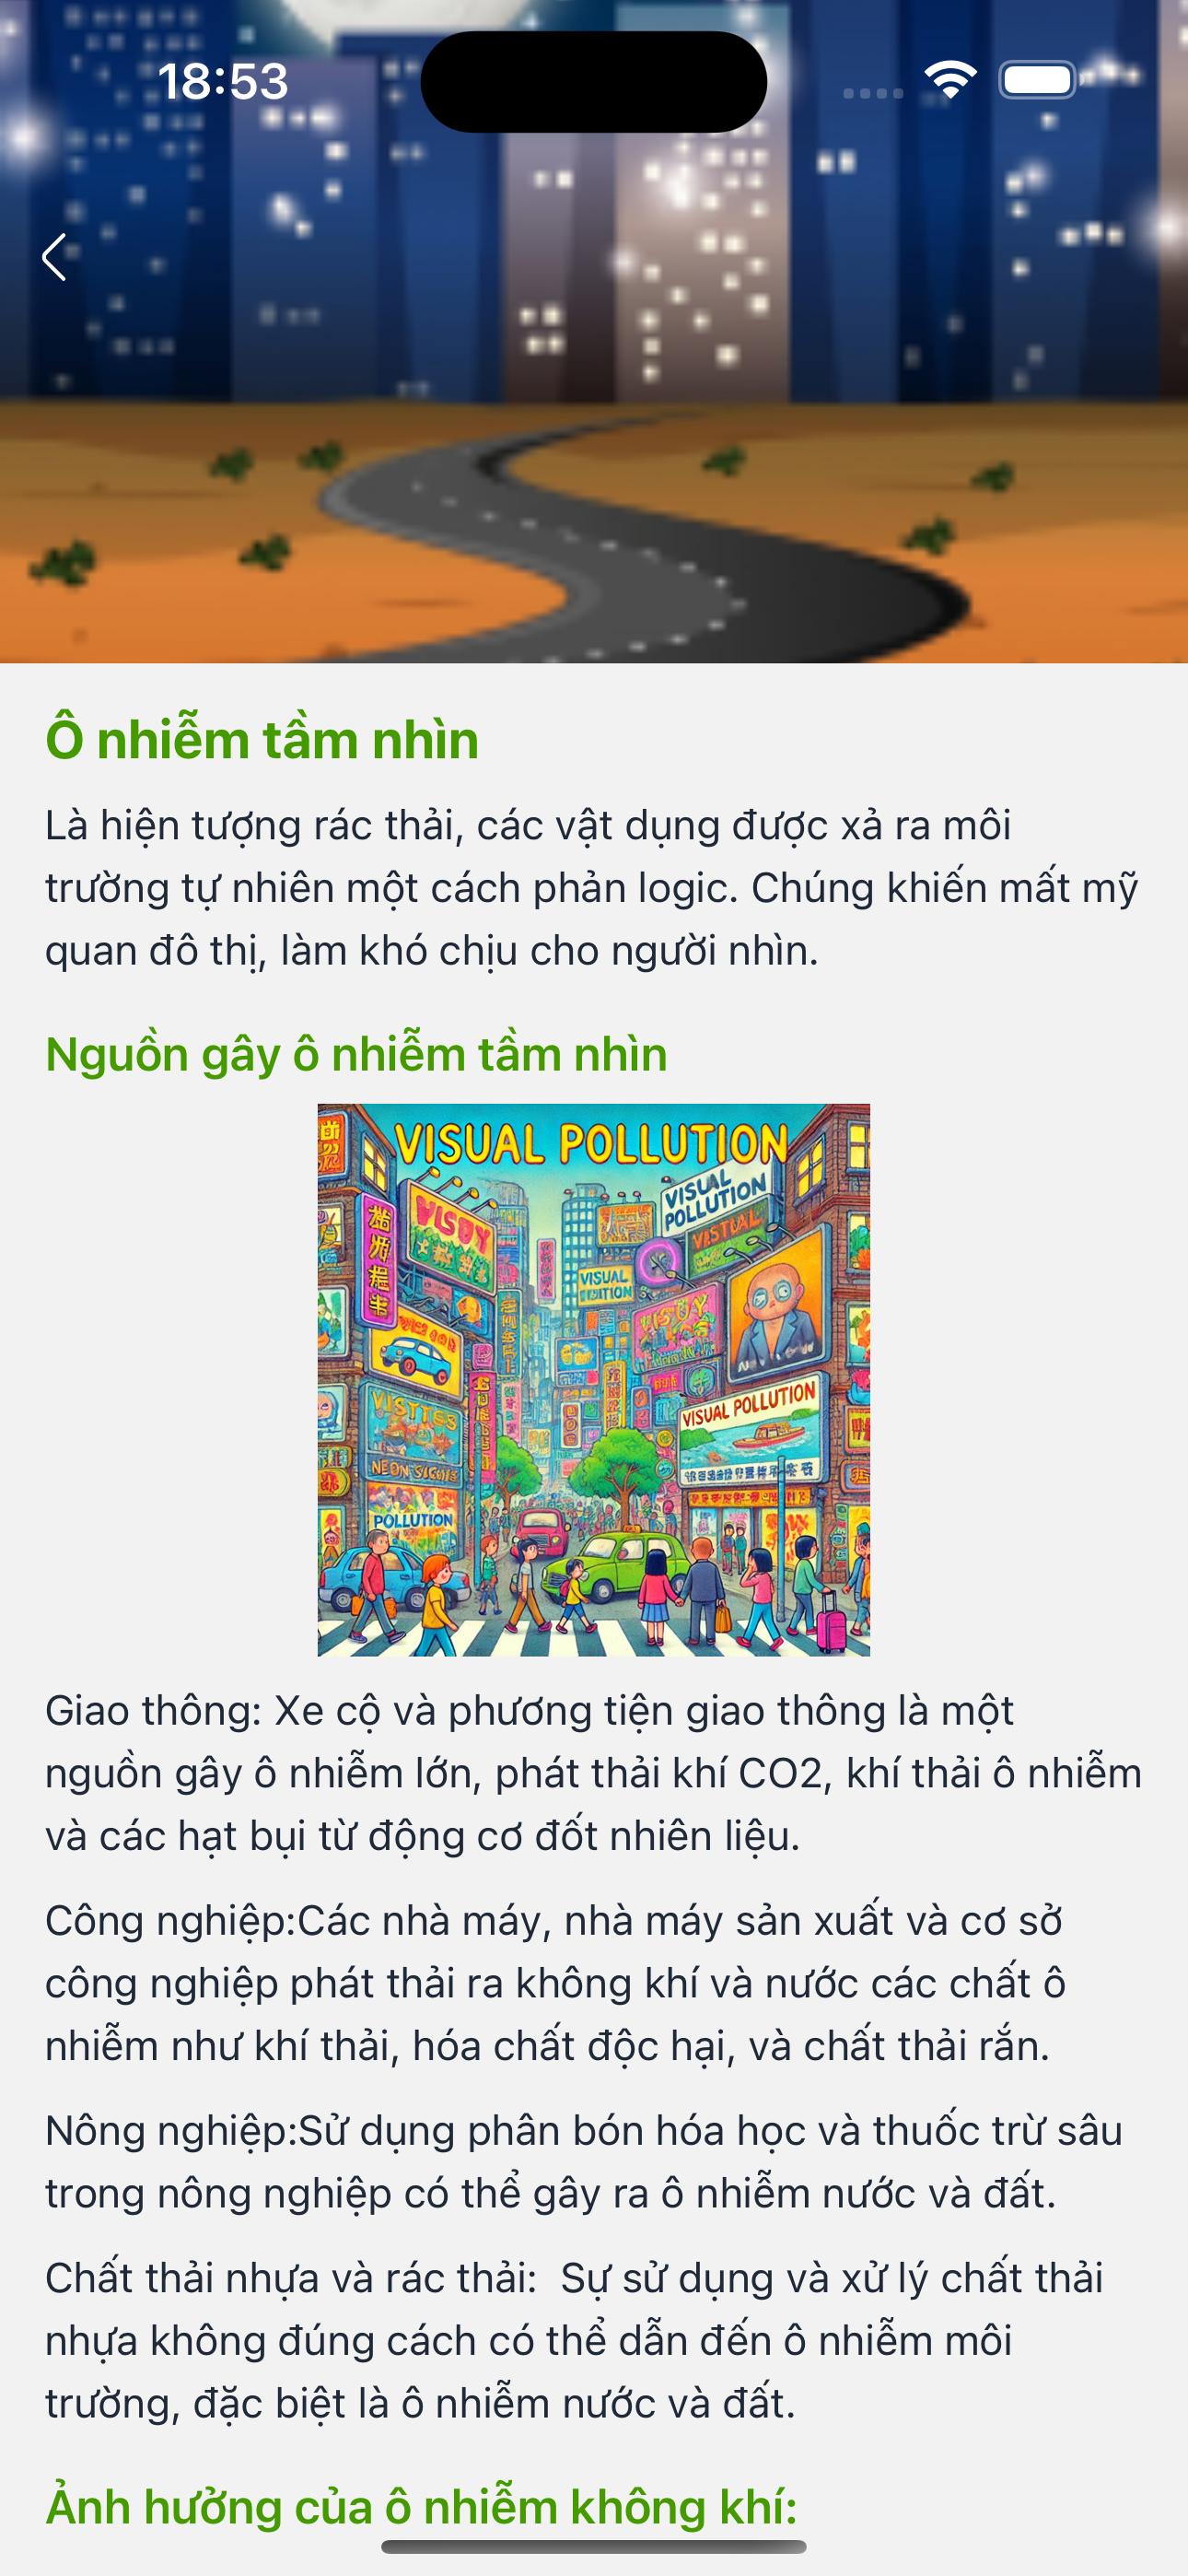 18:53
Ô nhiễm tầm nhìn
Là hiện tượng rác thải, các vật dụng được xả ra môi
trường tự nhiên một cách phản logic. Chúng khiến mất mỹ
quan đô thị, làm khó chịu cho người nhìn.
Nguồn gây ô nhiễm tầm nhìn
VISUAL POLLUTION
VISUAL
POLLUTION
VISUAL
VISUAL POLLUTION
POLLUTION
Giao thông: Xe cộ và phương tiện giao thông là một
nguồn gây ô nhiễm lớn, phát thải khí CO2, khí thải ô nhiễm
và các hạt bụi từ động cơ đốt nhiên liệu.
Công nghiệp:Các nhà máy, nhà máy sản xuất và cơ sở
công nghiệp phát thải ra không khí và nước các chất ô
nhiễm như khí thải, hóa chất độc hại, và chất thải rắn.
Nông nghiệp:Sử dụng phân bón hóa học và thuốc trừ sâu
trong nông nghiệp có thể gây ra ô nhiễm nước và đất.
Chất thải nhựa và rác thải:  Sự sử dụng và xử lý chất thải
nhựa không đúng cách có thể dẫn đến ô nhiễm môi
trường, đặc biệt là ô nhiễm nước và đất.
Ảnh hưởng của ô nhiễm không khí: